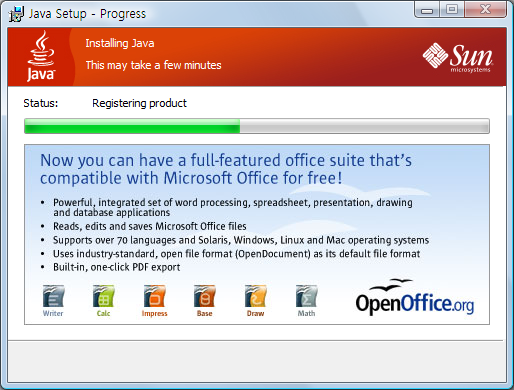 Java Setup - Progress
Installing Java
This may take a few minutes
Java
Sun
microsystems
Status: Registering product
Now you can have a full-featured office suite that's
compatible with Microsoft Office for free!
• Powerful, integrated set of word processing, spreadsheet, presentation, drawing
and database applications
• Reads, edits and saves Microsoft Office files
• Supports over 70 languages and Solaris, Windows, Linux and Mac operating systems
• Uses industry-standard, open file format (OpenDocument) as its default file format
• Built-in, one-click PDF export
Writer Calc Impress Base Draw Math
OpenOffice.org